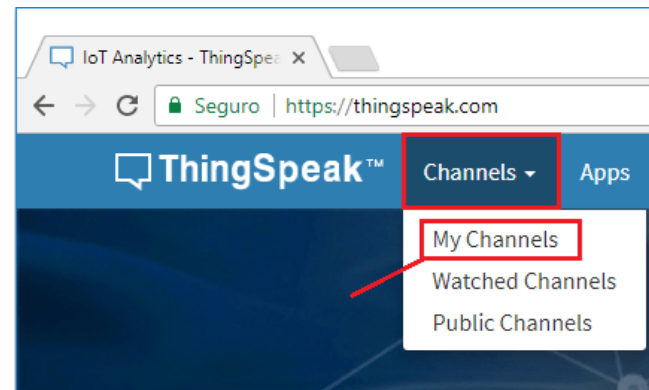 IoT Analytics - ThingSpea
Seguro | https://thingspeak.com
ThingSpeak™ Channels Apps
My Channels
Watched Channels
Public Channels